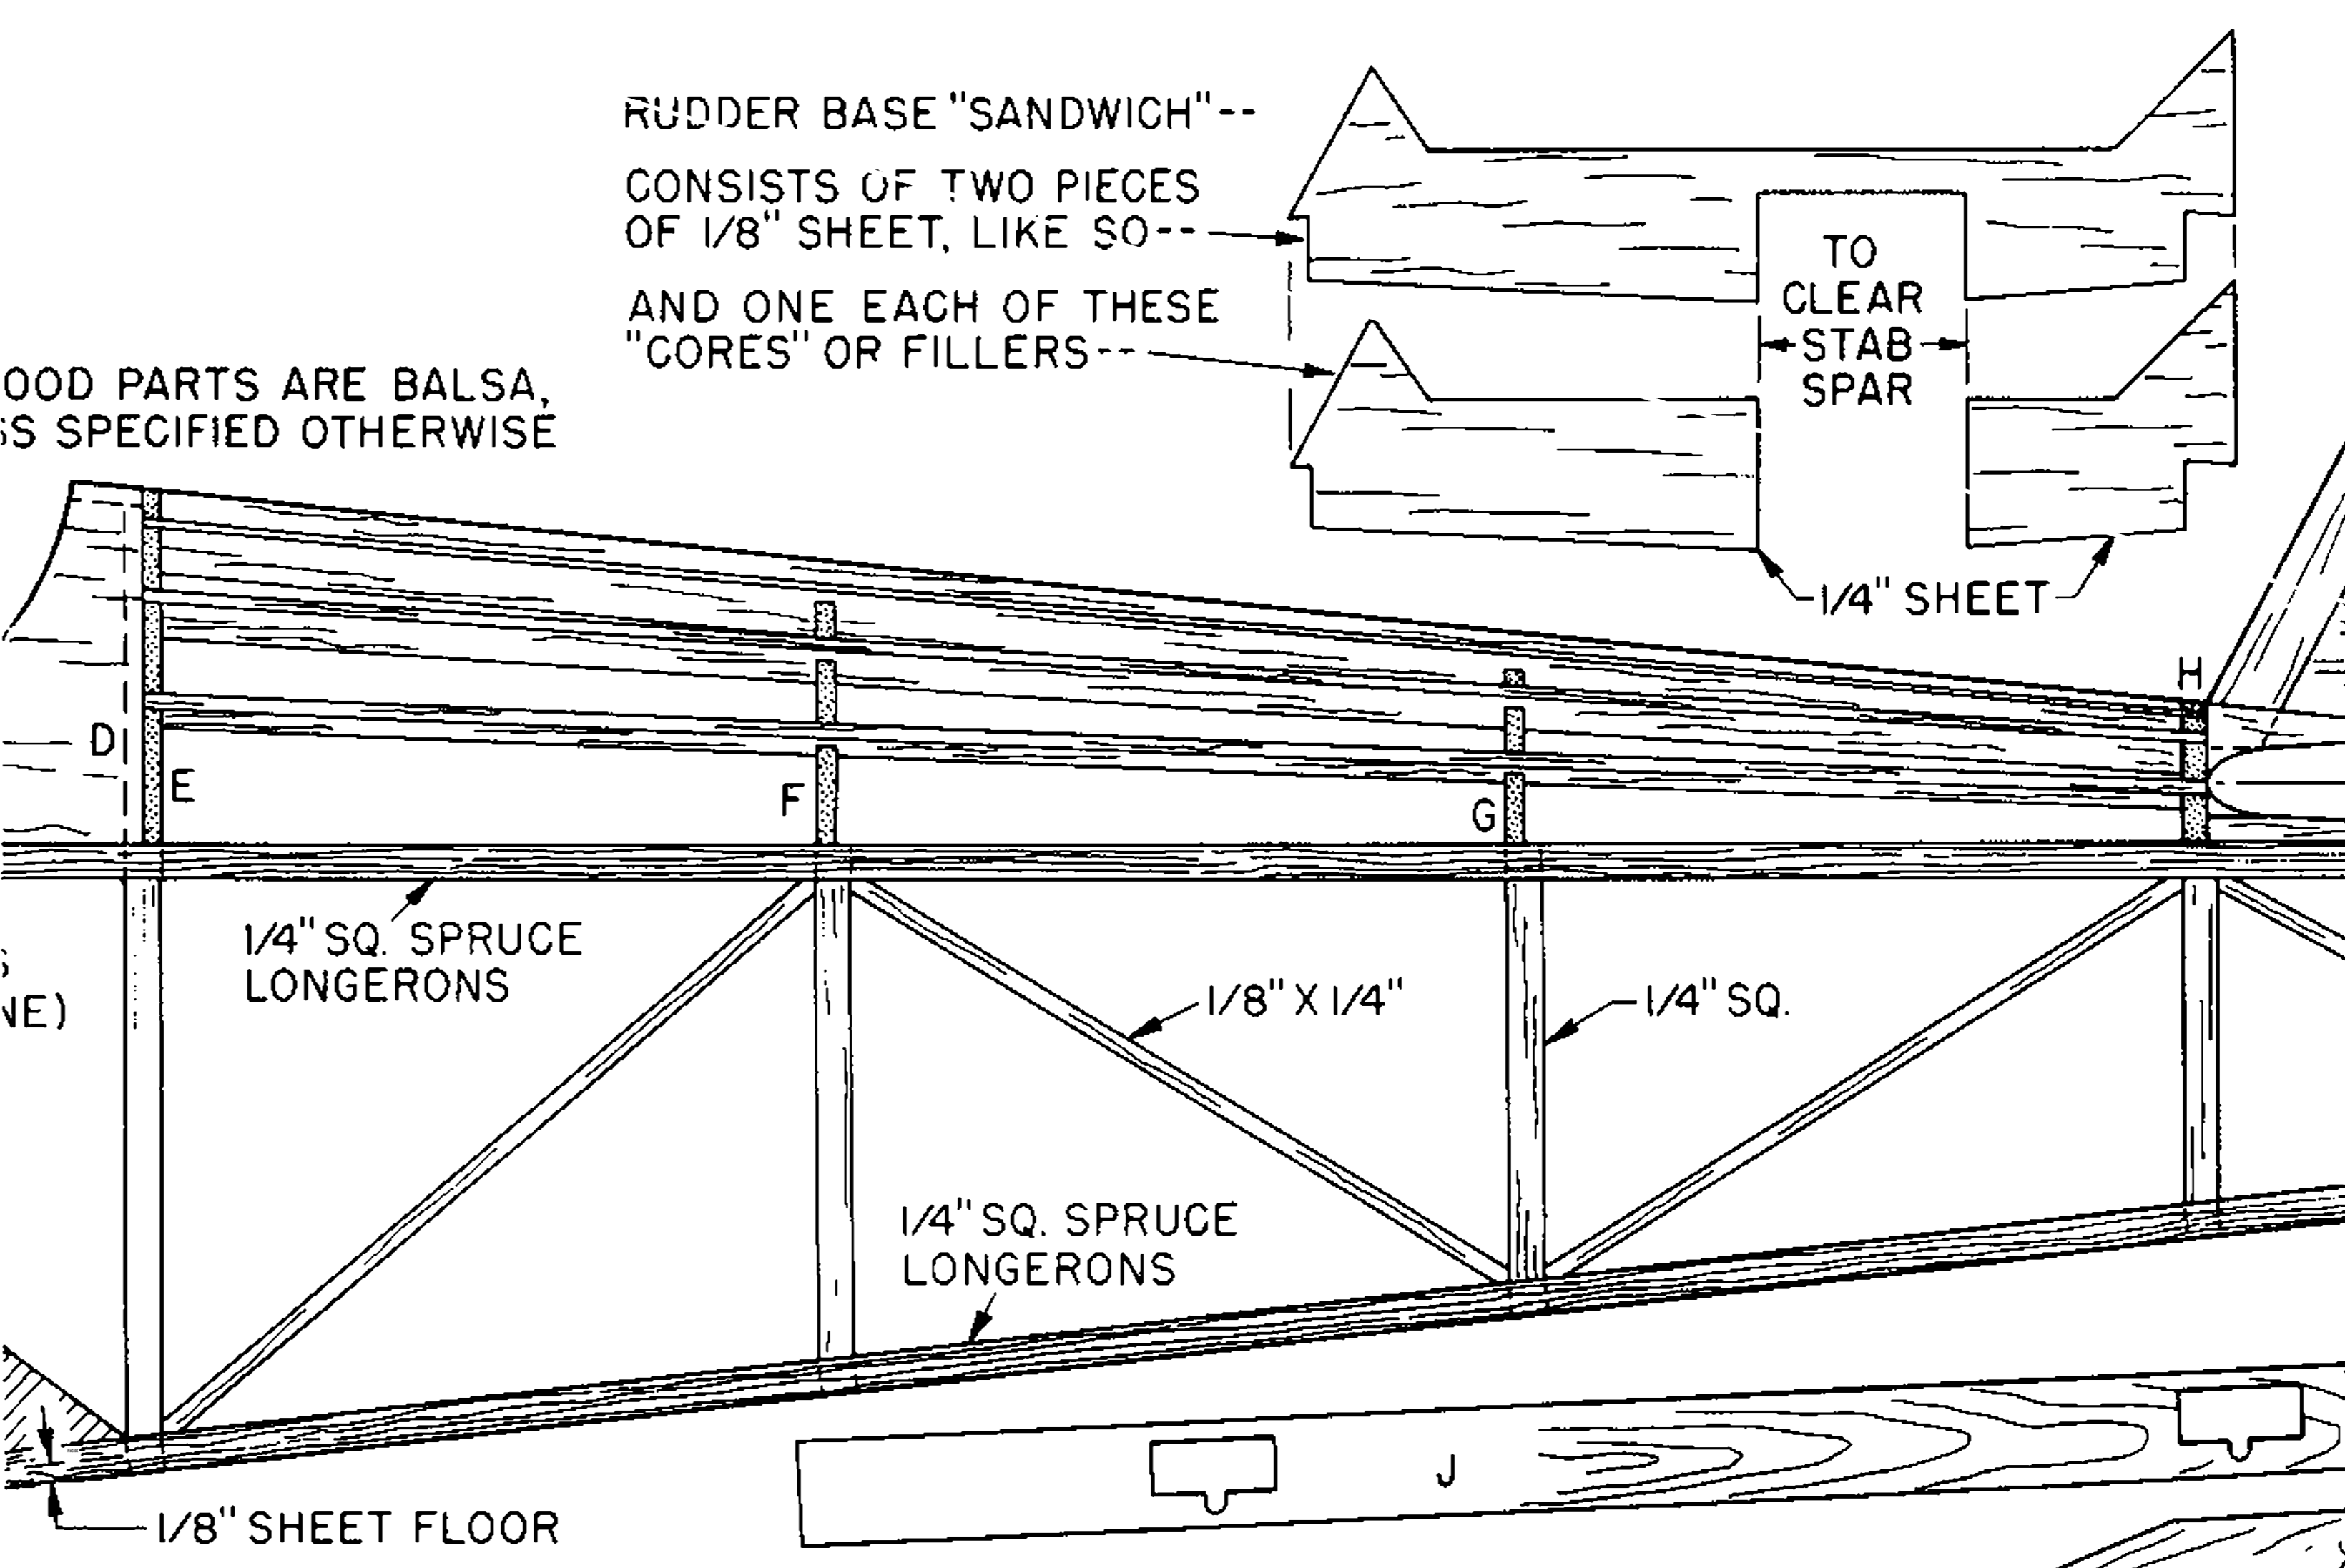 RUDDER BASE "SANDWICH"--
CONSISTS OF TWO PIECES
OF 1/8" SHEET, LIKE SO--
AND ONE EACH OF THESE
"CORES" OR FILLERS--
TO
CLEAR
STAB
SPAR
1/4" SHEET
OOD PARTS ARE BALSA,
SS SPECIFIED OTHERWISE
D
E
F
G
H
1/4" SQ. SPRUCE
LONGERONS
NE)
1/8" X 1/4"
1/4" SQ.
1/4" SQ. SPRUCE
LONGERONS
J
1/8" SHEET FLOOR